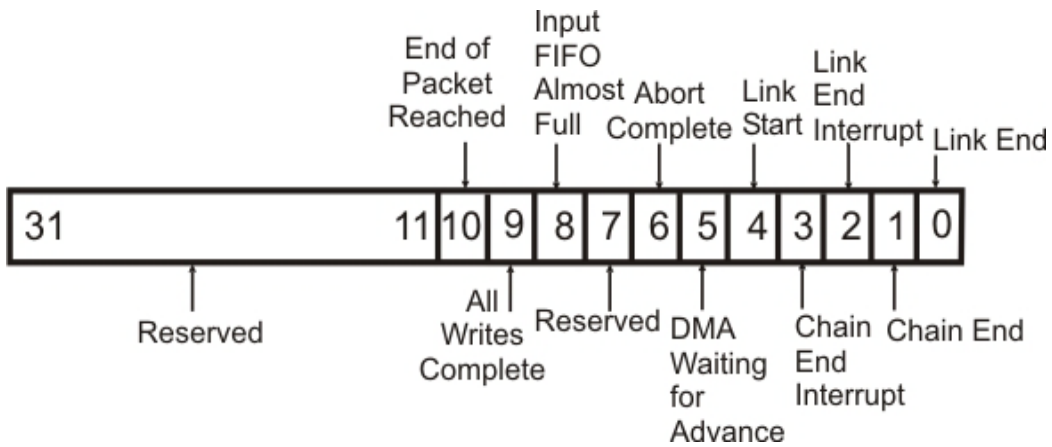 End of
Packet
Reached
Input
FIFO
Almost
Full
Abort
Complete
Link
Start
Link
End
Interrupt
Link End
31 11 10 9 8 7 6 5 4 3 2 1 0
Reserved
All
Writes
Complete
Reserved
DMA
Waiting
for
Advance
Chain
End
Interrupt
Chain End